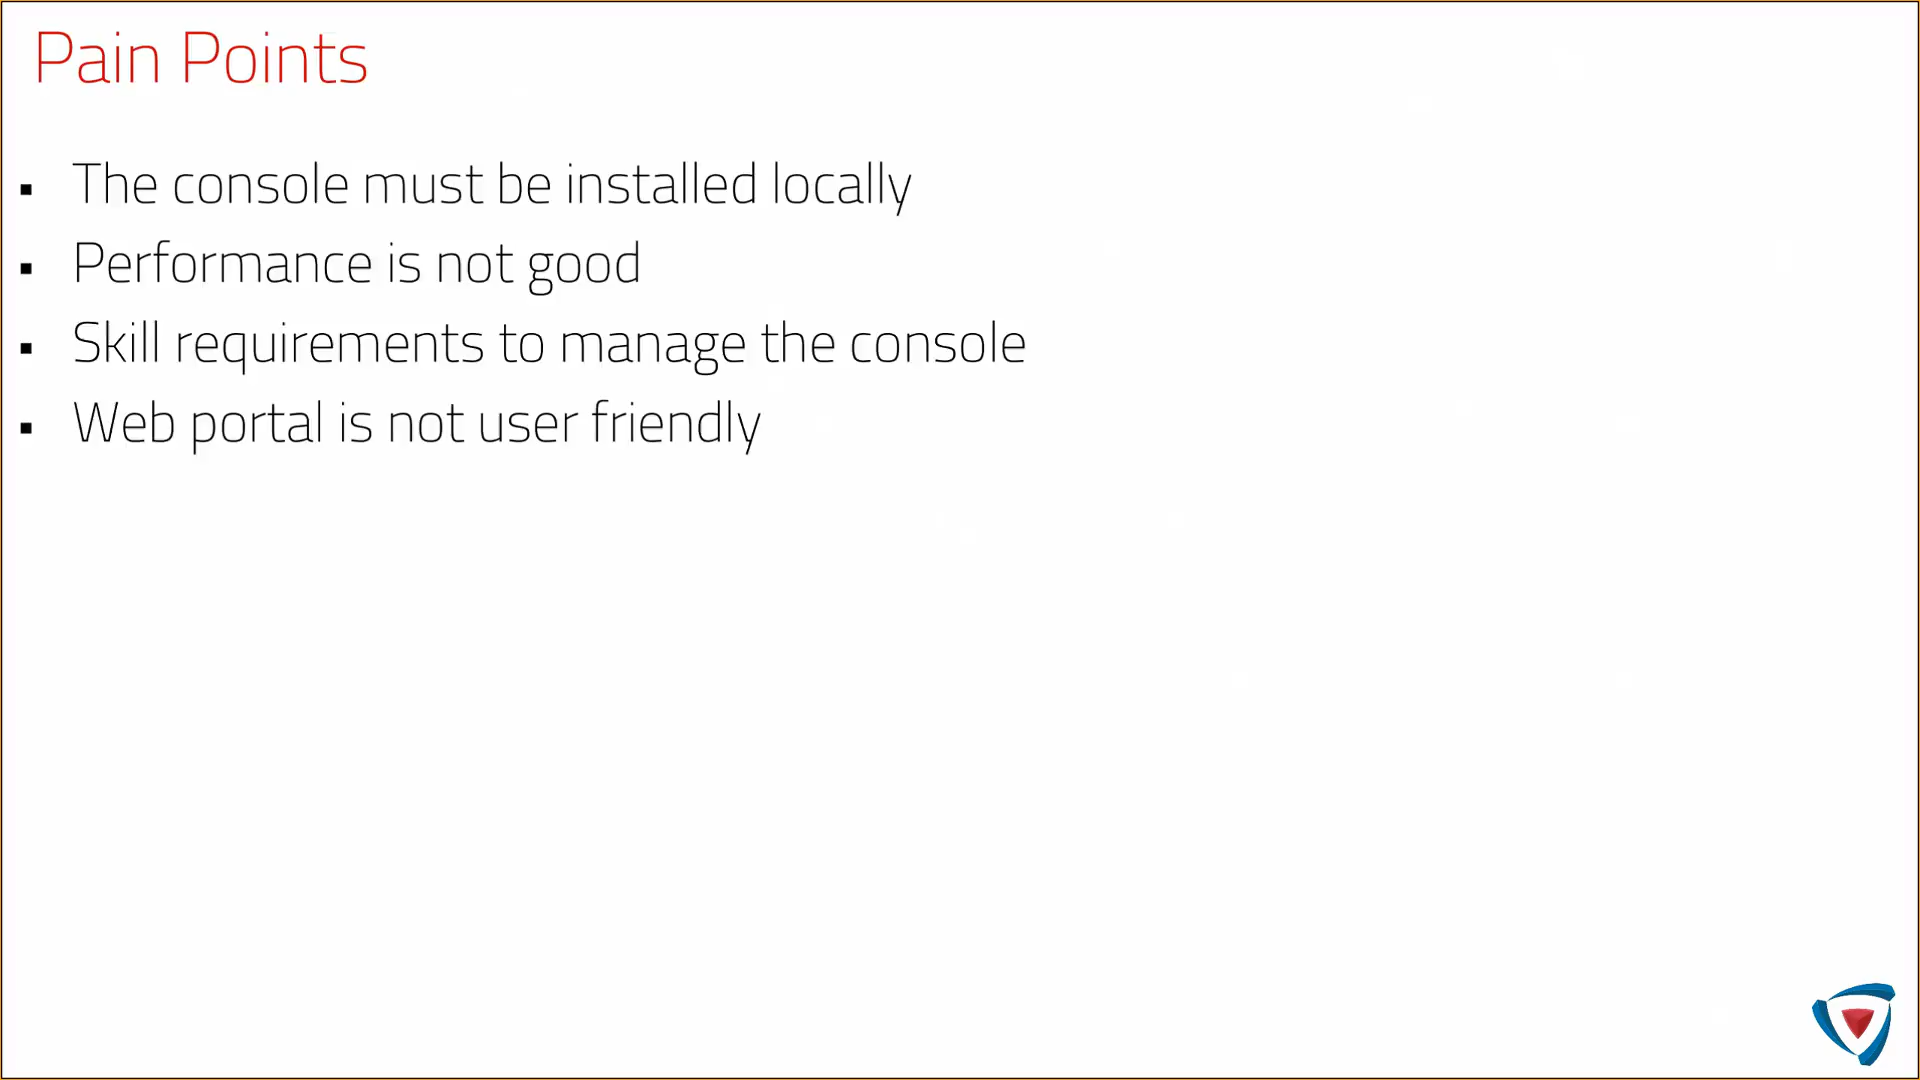 Pain Points
▪ The console must be installed locally
▪ Performance is not good
▪ Skill requirements to manage the console
▪ Web portal is not user friendly